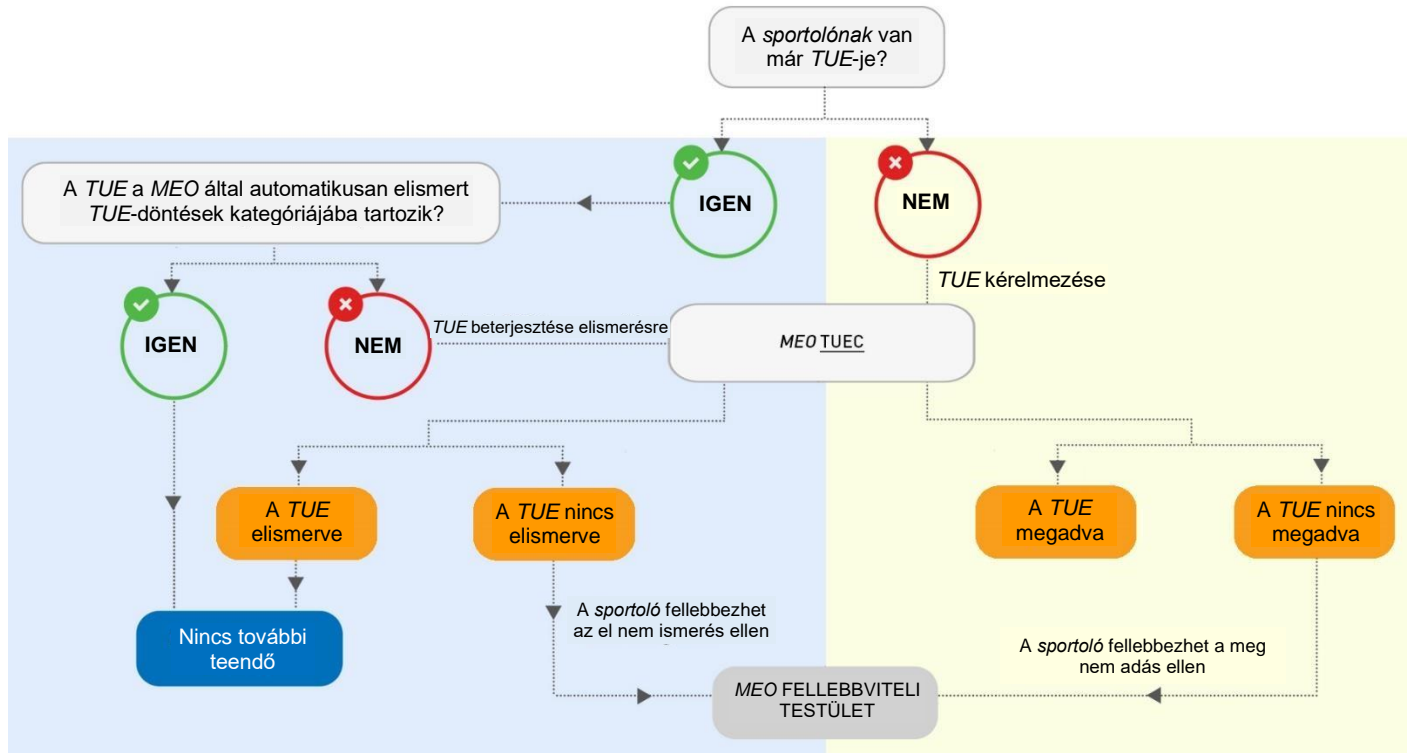 A sportolónak van
már TUE-je?
IGEN
NEM
A TUE a MEO által automatikusan elismert
TUE-döntések kategóriájába tartozik?
TUE kérelmezése
IGEN
NEM
TUE beterjesztése elismerésre
MEO TUEC
A TUE
elismerve
A TUE nincs
elismerve
A TUE
megadva
A TUE nincs
megadva
Nincs további
teendő
A sportoló fellebbezhet
az el nem ismerés ellen
A sportoló fellebbezhet a meg
nem adás ellen
MEO FELLEBBVITELI
TESTÜLET